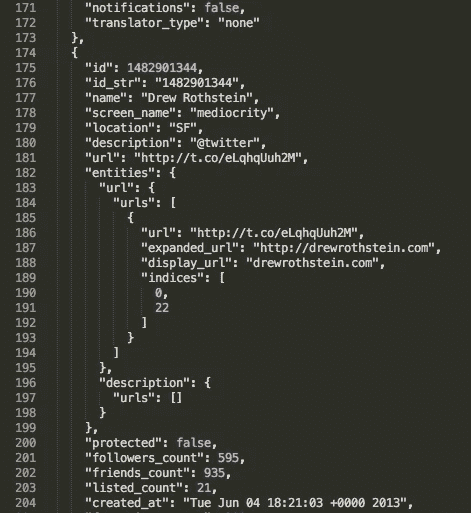 171 "notifications": false,
172 "translator_type": "none"
173 },
174 {
175 "id": 1482901344,
176 "id_str": "1482901344",
177 "name": "Drew Rothstein",
178 "screen_name": "mediocrity",
179 "location": "SF",
180 "description": "@twitter",
181 "url": "http://t.co/eLqhqUuh2M",
182 "entities": {
183 "url": {
184 "urls": [
185 {
186 "url": "http://t.co/eLqhqUuh2M",
187 "expanded_url": "http://drewrothstein.com",
188 "display_url": "drewrothstein.com",
189 "indices": [
190 0,
191 22
192 ]
193 }
194 ]
195 },
196 "description": {
197 "urls": []
198 }
199 },
200 "protected": false,
201 "followers_count": 595,
202 "friends_count": 935,
203 "listed_count": 21,
204 "created_at": "Tue Jun 04 18:21:03 +0000 2013",